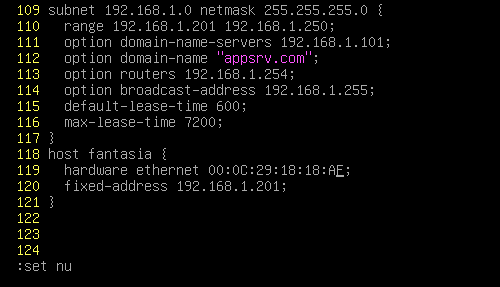 109 subnet 192.168.1.0 netmask 255.255.255.0 {
110   range 192.168.1.201 192.168.1.250;
111   option domain-name-servers 192.168.1.101;
112   option domain-name "appsrv.com";
113   option routers 192.168.1.254;
114   option broadcast-address 192.168.1.255;
115   default-lease-time 600;
116   max-lease-time 7200;
117 }
118 host fantasia {
119   hardware ethernet 00:0C:29:18:18:AE;
120   fixed-address 192.168.1.201;
121 }
122
123
124
:set nu